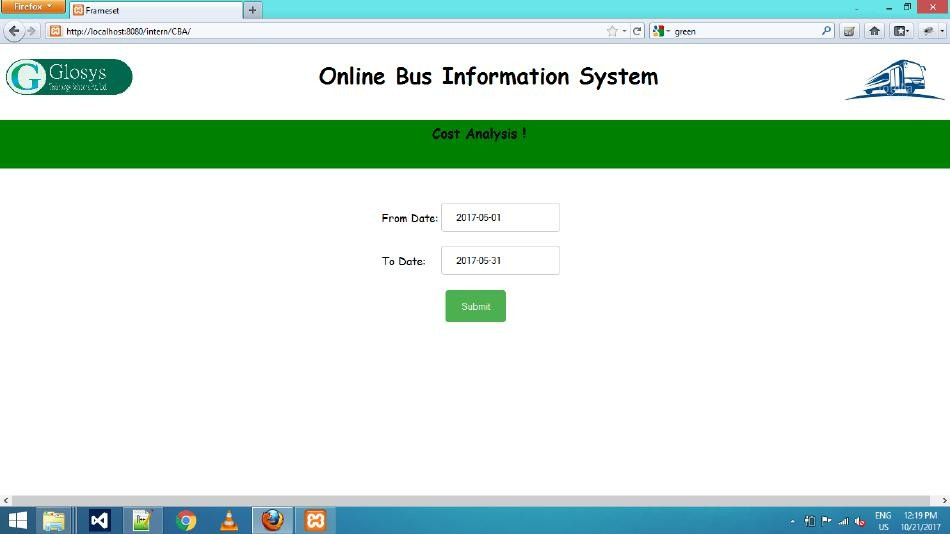 Firefox
Frameset
http://localhost:8080/intern/CBA/
green
G Glosys
Online Bus Information System
Cost Analysis !
From Date: 2017-05-01
To Date: 2017-05-31
Submit
ENG 12:19 PM
US 10/21/2017